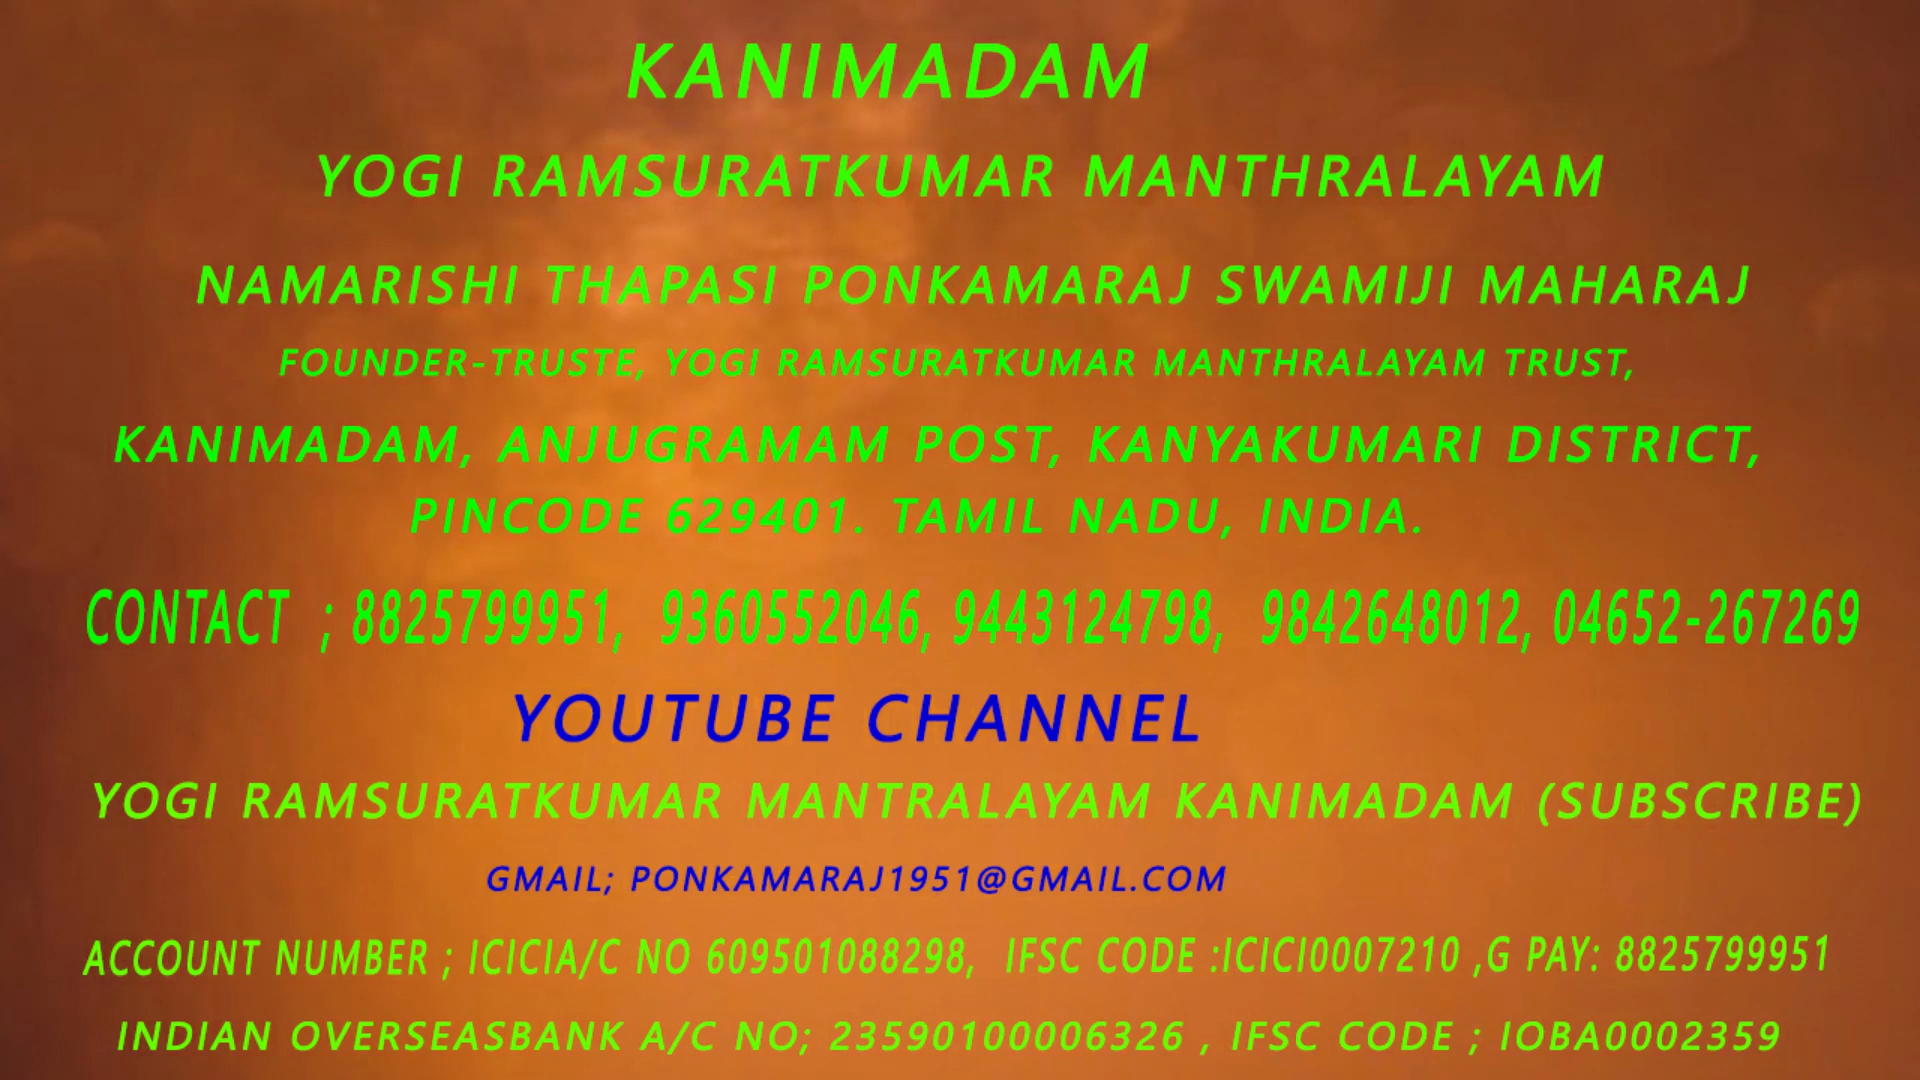 KANIMADAM
YOGI RAMSURATKUMAR MANTHRALAYAM
NAMARISHI THAPASI PONKAMARAJ SWAMIJI MAHARAJ
FOUNDER-TRUSTE, YOGI RAMSURATKUMAR MANTHRALAYAM TRUST,
KANIMADAM, ANJUGRAMAM POST, KANYAKUMARI DISTRICT,
PINCODE 629401. TAMIL NADU, INDIA.
CONTACT ; 8825799951, 9360552046, 9443124798, 9842648012, 04652-267269
YOUTUBE CHANNEL
YOGI RAMSURATKUMAR MANTRALAYAM KANIMADAM (SUBSCRIBE)
GMAIL; PONKAMARAJ1951@GMAIL.COM
ACCOUNT NUMBER ; ICICIA/C NO 609501088298, IFSC CODE :ICICI0007210 ,G PAY: 8825799951
INDIAN OVERSEASBANK A/C NO; 23590100006326 , IFSC CODE ; IOBA0002359